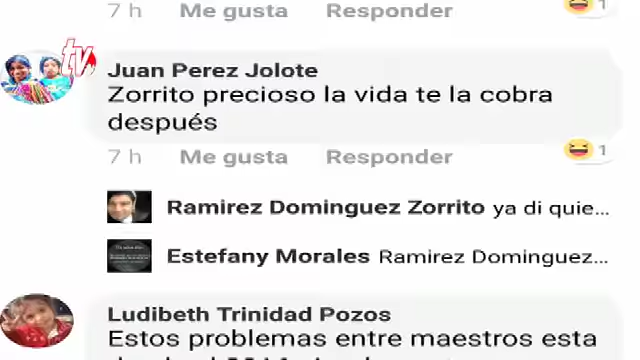 7 h Me gusta Responder 1
tv
Juan Perez Jolote
Zorrito precioso la vida te la cobra
después
7 h Me gusta Responder 1
Ramirez Dominguez Zorrito ya di quie...
Estefany Morales Ramirez Dominguez...
Ludibeth Trinidad Pozos
Estos problemas entre maestros esta